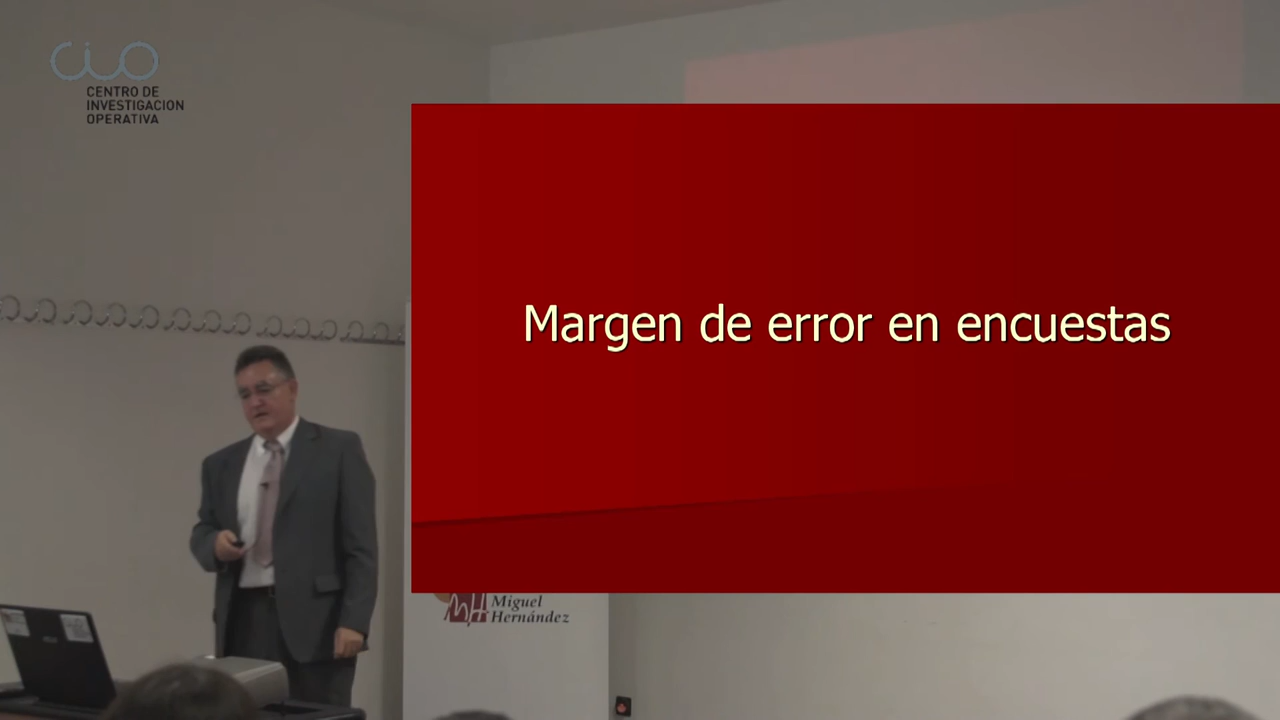 CENTRO DE
INVESTIGACION
OPERATIVA
Margen de error en encuestas
Miguel
Hernández